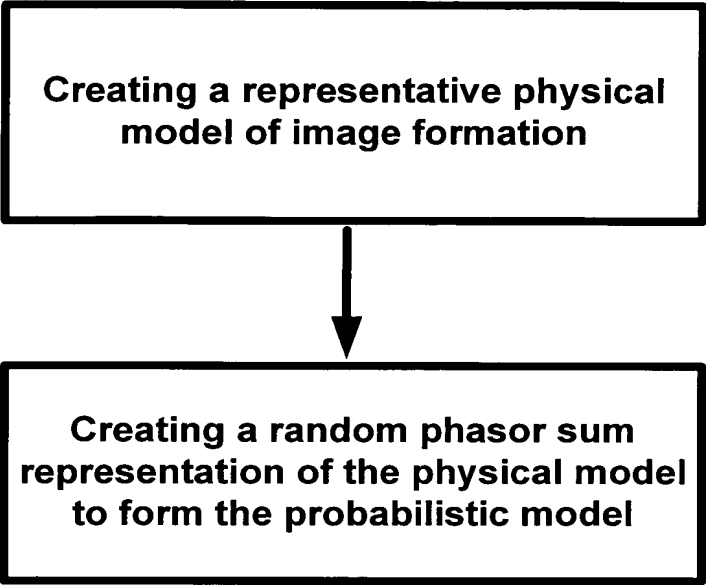 Creating a representative physical
model of image formation
Creating a random phasor sum
representation of the physical model
to form the probabilistic model